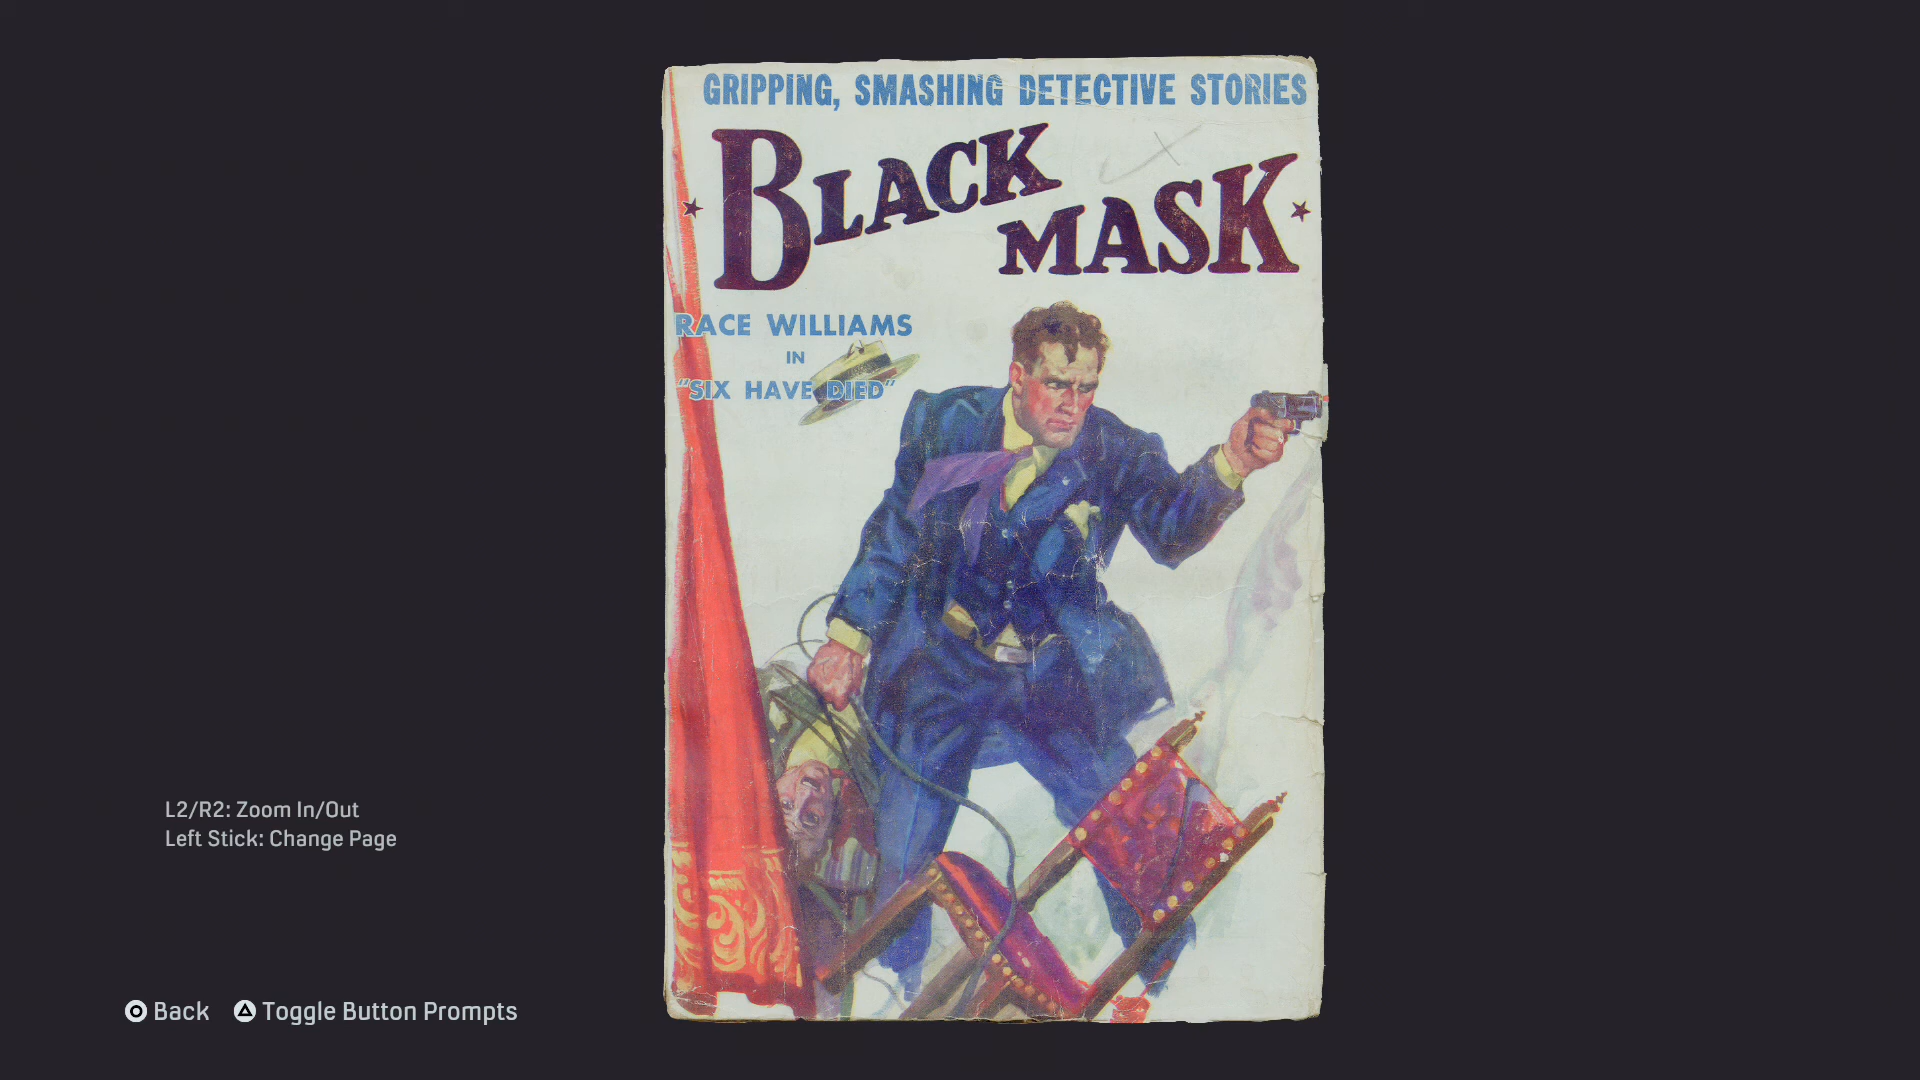 GRIPPING, SMASHING DETECTIVE STORIES
BLACK
MASK
RACE WILLIAMS
IN
"SIX HAVE DIED"
L2/R2: Zoom In/Out
Left Stick: Change Page
Back
Toggle Button Prompts